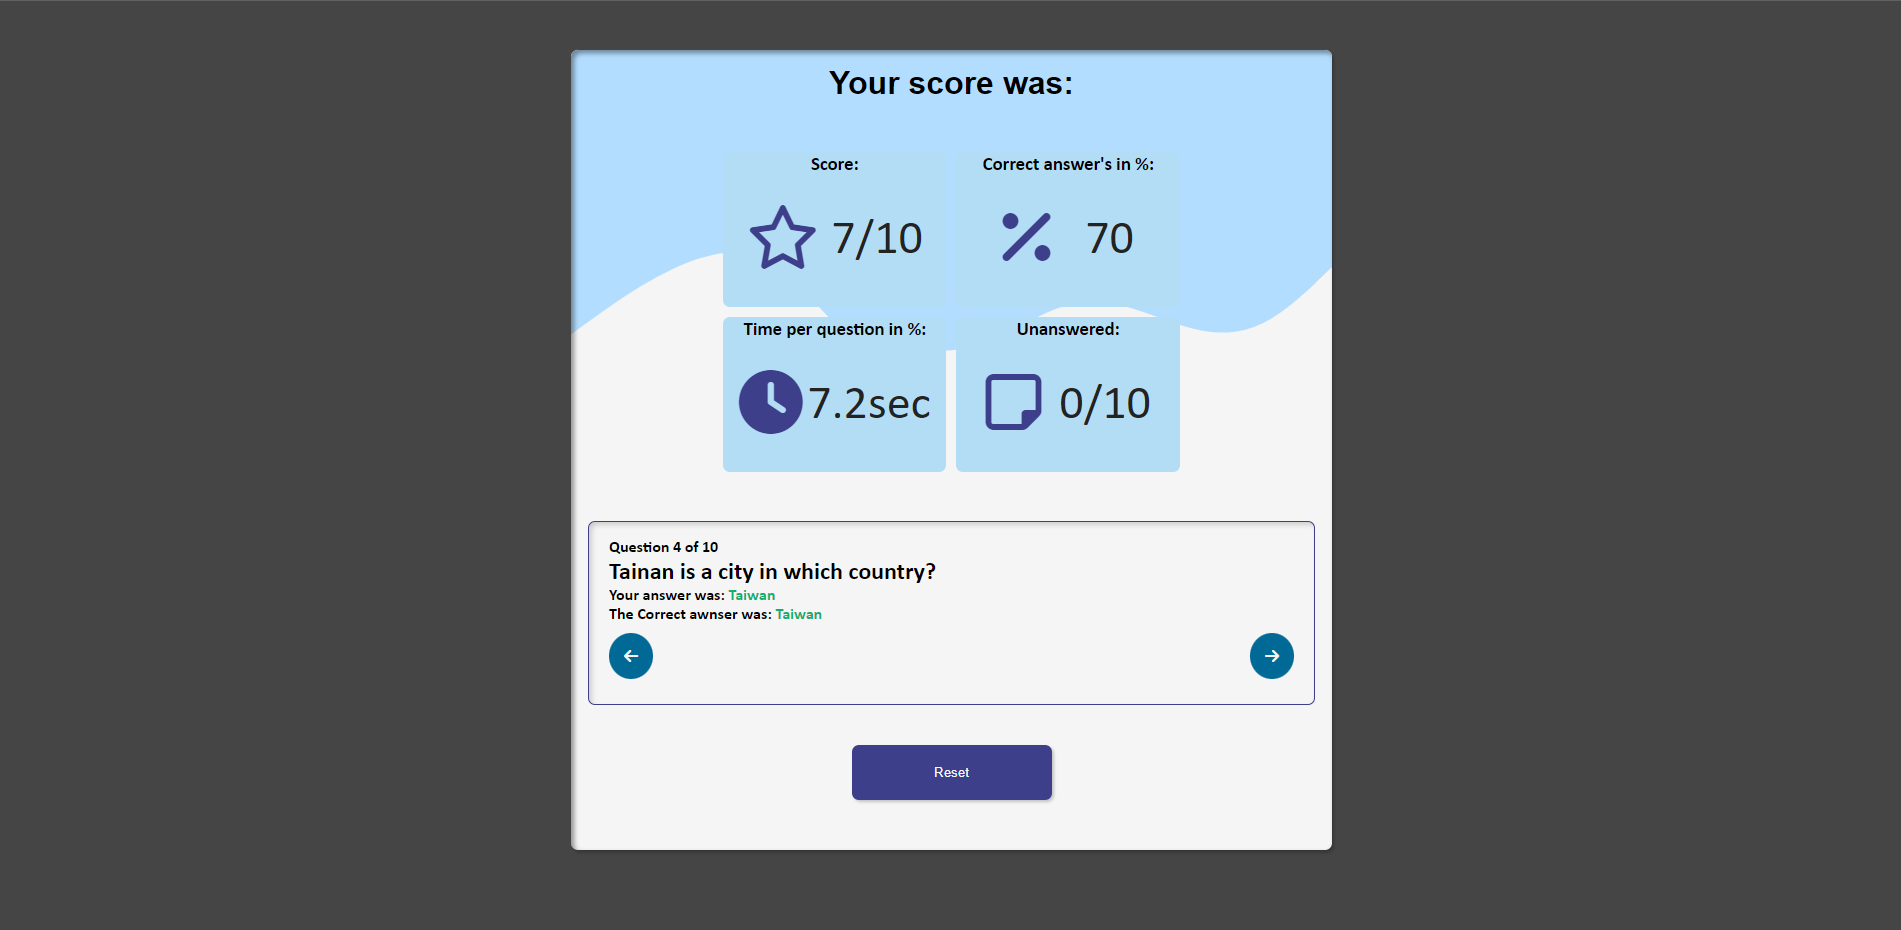 Your score was:
Score:
7/10
Correct answer's in %:
70
Time per question in %:
7.2sec
Unanswered:
0/10
Question 4 of 10
Tainan is a city in which country?
Your answer was: Taiwan
The Correct awnser was: Taiwan
Reset